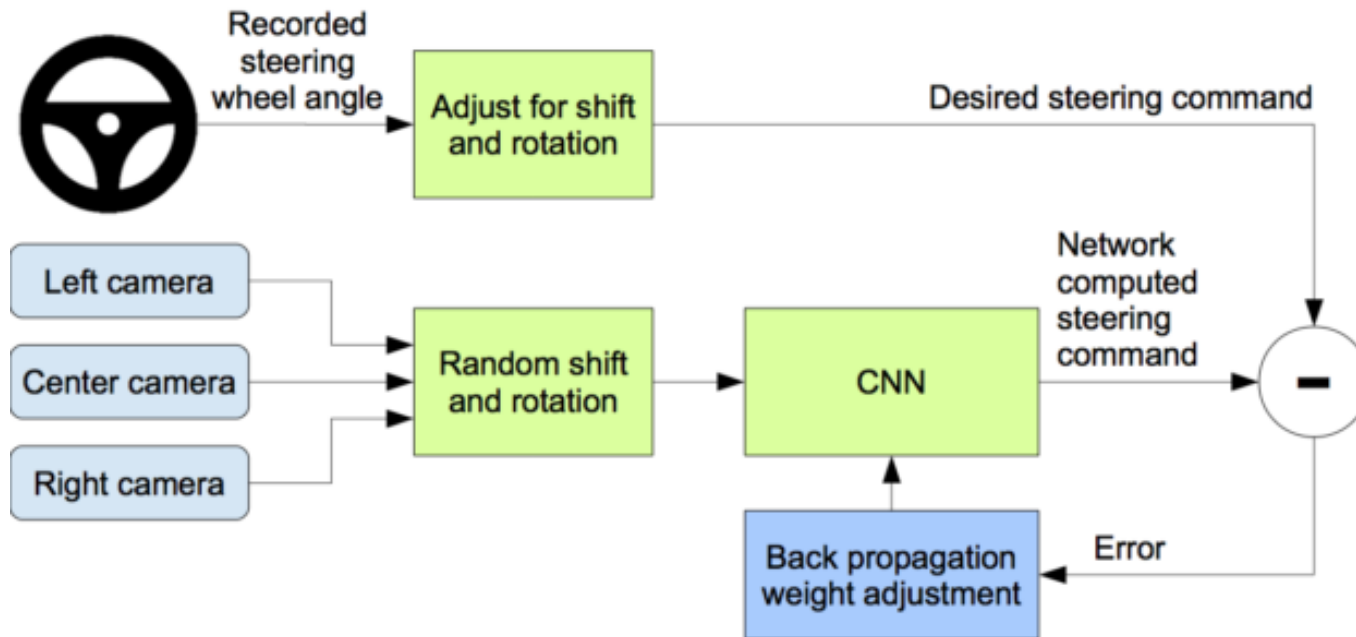 Recorded
steering
wheel angle
Adjust for shift
and rotation
Desired steering command
Left camera
Center camera
Right camera
Random shift
and rotation
CNN
Network
computed
steering
command
-
Back propagation
weight adjustment
Error